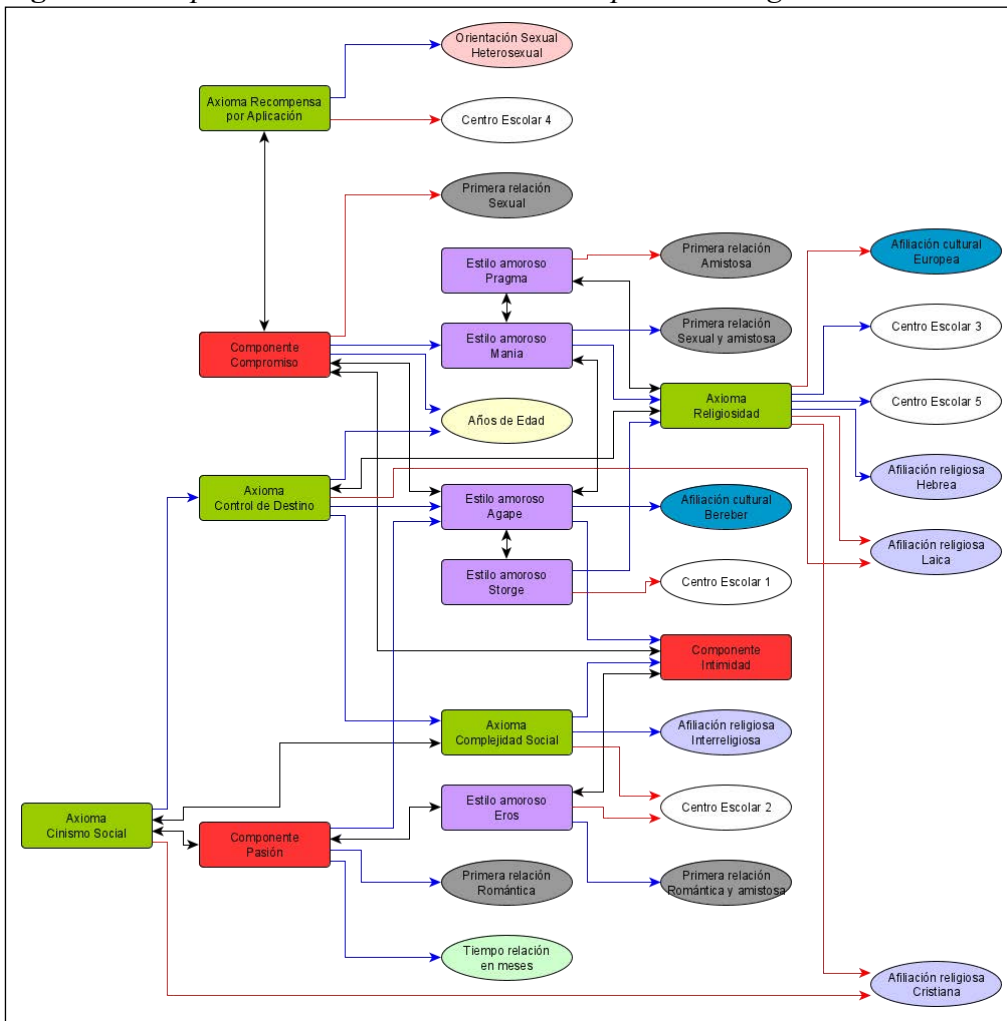 Orientación Sexual
Heterosexual
Axioma Recompensa
por Aplicación
Centro Escolar 4
Primera relación
Sexual
Estilo amoroso
Pragma
Primera relación
Amistosa
Afiliación cultural
Europea
Componente
Compromiso
Estilo amoroso
Mania
Primera relación
Sexual y amistosa
Centro Escolar 3
Axioma
Religiosidad
Centro Escolar 5
Años de Edad
Axioma
Control de Destino
Estilo amoroso
Agape
Afiliación cultural
Bereber
Afiliación religiosa
Hebrea
Afiliación religiosa
Laica
Estilo amoroso
Storge
Centro Escolar 1
Componente
Intimidad
Axioma
Complejidad Social
Afiliación religiosa
Interreligiosa
Axioma
Cinismo Social
Componente
Pasión
Estilo amoroso
Eros
Centro Escolar 2
Primera relación
Romántica
Primera relación
Romántica y amistosa
Tiempo relación
en meses
Afiliación religiosa
Cristiana